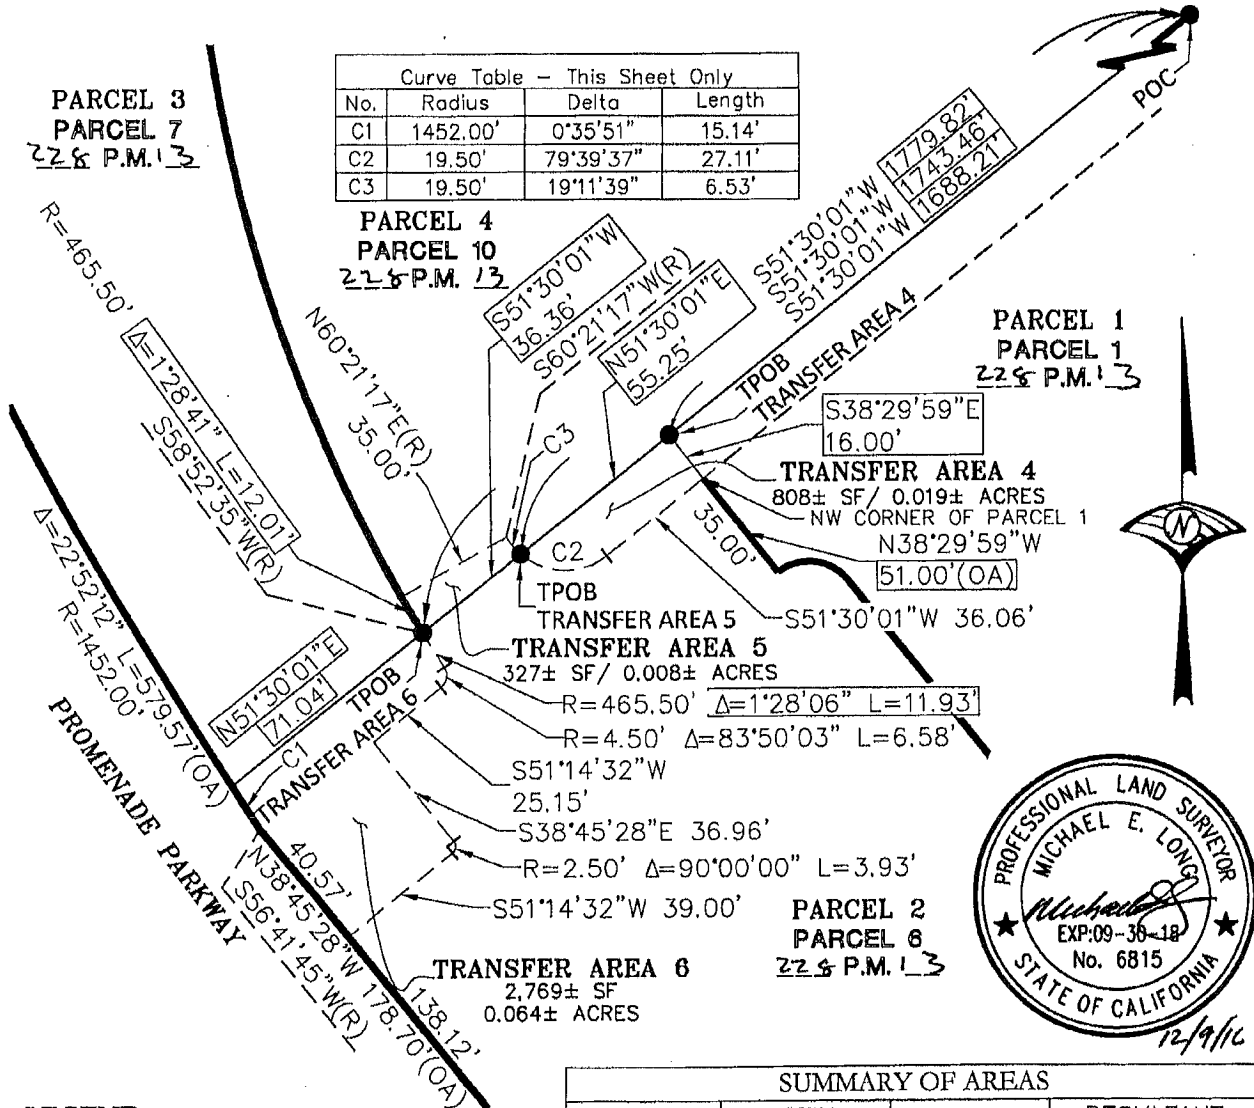 PARCEL 3
PARCEL 7
228 P.M. 13
Curve Table – This Sheet Only
No. Radius Delta Length
C1 1452.00' 0°35'51" 15.14'
C2 19.50' 79°39'37" 27.11'
C3 19.50' 19°11'39" 6.53'
PARCEL 4
PARCEL 10
228 P.M. 13
POC
S51°30'01"W 1779.82'
S51°30'01"W 1743.46'
S51°30'01"W 1688.21'
TRANSFER AREA 4
TPOB
PARCEL 1
PARCEL 1
228 P.M. 13
R=465.50'
Δ=1°28'41" L=12.01'
S58°52'35"W(R)
N60°21'17"E(R)
35.00'
S51°30'01"W
36.36'
S60°21'17"W(R)
N51°30'01"E
55.25'
C3
C2
S38°29'59"E
16.00'
TRANSFER AREA 4
808± SF/ 0.019± ACRES
NW CORNER OF PARCEL 1
35.00'
N38°29'59"W
51.00'(OA)
S51°30'01"W 36.06'
TPOB
TRANSFER AREA 5
TRANSFER AREA 5
327± SF/ 0.008± ACRES
R=465.50' Δ=1°28'06" L=11.93'
R=4.50' Δ=83°50'03" L=6.58'
S51°14'32"W
25.15'
S38°45'28"E 36.96'
R=2.50' Δ=90°00'00" L=3.93'
S51°14'32"W 39.00'
Δ=22°52'12" L=579.57'(OA)
R=1452.00'
N51°30'01"E
71.04'
TPOB
TRANSFER AREA 6
C1
PROMENADE PARKWAY
40.57'
N38°45'28"W 178.70'(OA)
S56°41'45"W(R)
138.12'
TRANSFER AREA 6
2,769± SF
0.064± ACRES
PARCEL 2
PARCEL 6
228 P.M. 13
N
PROFESSIONAL LAND SURVEYOR
MICHAEL E. LONG
EXP:09-30-18
No. 6815
STATE OF CALIFORNIA
12/9/16
SUMMARY OF AREAS